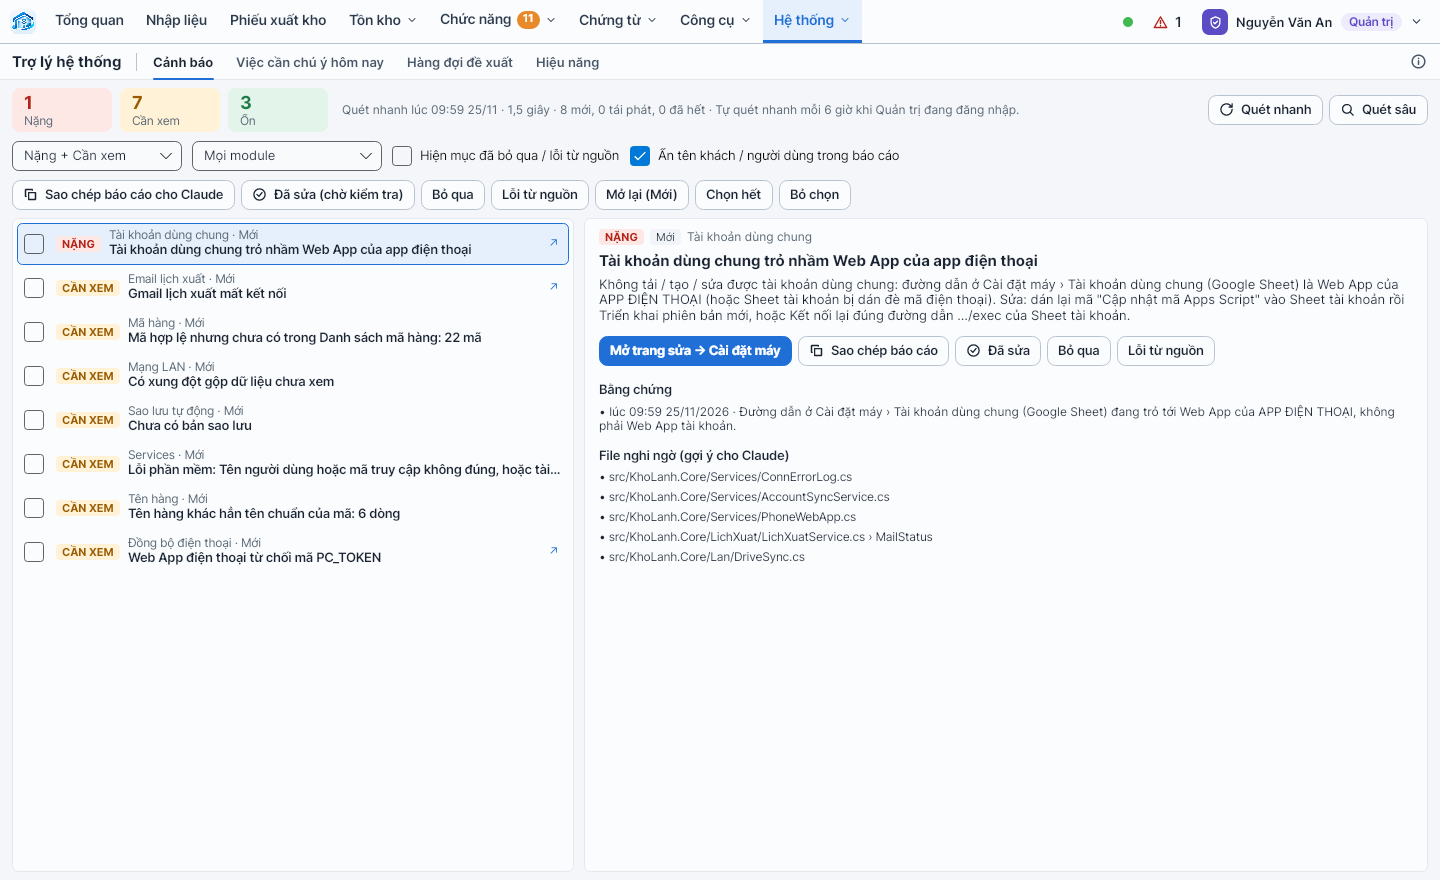 Tổng quan
Nhập liệu
Phiếu xuất kho
Tồn kho
Chức năng 11
Chứng từ
Công cụ
Hệ thống
1
Nguyễn Văn An
Quản trị
Trợ lý hệ thống
Cảnh báo
Việc cần chú ý hôm nay
Hàng đợi đề xuất
Hiệu năng
1
Nặng
7
Cần xem
3
Ổn
Quét nhanh lúc 09:59 25/11 · 1,5 giây · 8 mới, 0 tái phát, 0 đã hết · Tự quét nhanh mỗi 6 giờ khi Quản trị đang đăng nhập.
Quét nhanh
Quét sâu
Nặng + Cần xem
Mọi module
Hiện mục đã bỏ qua / lỗi từ nguồn
Ẩn tên khách / người dùng trong báo cáo
Sao chép báo cáo cho Claude
Đã sửa (chờ kiểm tra)
Bỏ qua
Lỗi từ nguồn
Mở lại (Mới)
Chọn hết
Bỏ chọn
NẶNG
Tài khoản dùng chung · Mới
Tài khoản dùng chung trỏ nhầm Web App của app điện thoại
CẦN XEM
Email lịch xuất · Mới
Gmail lịch xuất mất kết nối
CẦN XEM
Mã hàng · Mới
Mã hợp lệ nhưng chưa có trong Danh sách mã hàng: 22 mã
CẦN XEM
Mạng LAN · Mới
Có xung đột gộp dữ liệu chưa xem
CẦN XEM
Sao lưu tự động · Mới
Chưa có bản sao lưu
CẦN XEM
Services · Mới
Lỗi phần mềm: Tên người dùng hoặc mã truy cập không đúng, hoặc tài...
CẦN XEM
Tên hàng · Mới
Tên hàng khác hẳn tên chuẩn của mã: 6 dòng
CẦN XEM
Đồng bộ điện thoại · Mới
Web App điện thoại từ chối mã PC_TOKEN
NẶNG
Mới
Tài khoản dùng chung
Tài khoản dùng chung trỏ nhầm Web App của app điện thoại
Không tải / tạo / sửa được tài khoản dùng chung: đường dẫn ở Cài đặt máy › Tài khoản dùng chung (Google Sheet) là Web App của
APP ĐIỆN THOẠI (hoặc Sheet tài khoản bị dán đè mã điện thoại). Sửa: dán lại mã "Cập nhật mã Apps Script" vào Sheet tài khoản rồi
Triển khai phiên bản mới, hoặc Kết nối lại đúng đường dẫn .../exec của Sheet tài khoản.
Mở trang sửa → Cài đặt máy
Sao chép báo cáo
Đã sửa
Bỏ qua
Lỗi từ nguồn
Bằng chứng
• lúc 09:59 25/11/2026 · Đường dẫn ở Cài đặt máy › Tài khoản dùng chung (Google Sheet) đang trỏ tới Web App của APP ĐIỆN THOẠI, không
phải Web App tài khoản.
File nghi ngờ (gợi ý cho Claude)
• src/KhoLanh.Core/Services/ConnErrorLog.cs
• src/KhoLanh.Core/Services/AccountSyncService.cs
• src/KhoLanh.Core/Services/PhoneWebApp.cs
• src/KhoLanh.Core/LichXuat/LichXuatService.cs › MailStatus
• src/KhoLanh.Core/Lan/DriveSync.cs